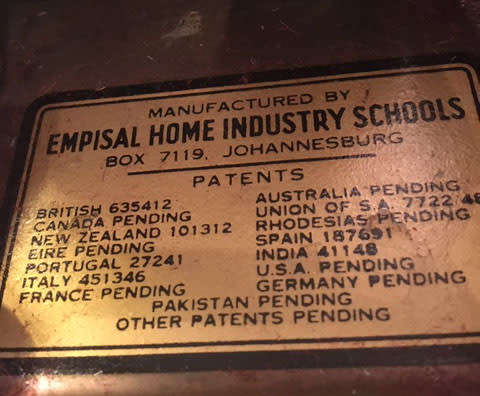 MANUFACTURED BY
EMPISAL HOME INDUSTRY SCHOOLS
BOX 7119, JOHANNESBURG
PATENTS
BRITISH 635412
CANADA PENDING
NEW ZEALAND 101312
EIRE PENDING
PORTUGAL 27241
ITALY 451346
FRANCE PENDING
AUSTRALIA PENDING
UNION OF S.A. 7722 48
RHODESIAS PENDING
SPAIN 187691
INDIA 41148
U.S.A. PENDING
GERMANY PENDING
PAKISTAN PENDING
OTHER PATENTS PENDING